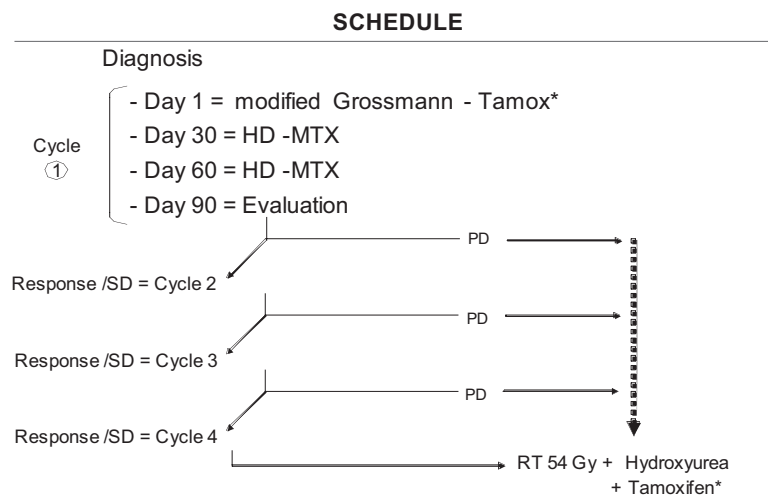 SCHEDULE
Diagnosis
- Day 1 = modified Grossmann - Tamox*
- Day 30 = HD -MTX
Cycle
①
- Day 60 = HD -MTX
- Day 90 = Evaluation
PD
Response /SD = Cycle 2
PD
Response /SD = Cycle 3
PD
Response /SD = Cycle 4
RT 54 Gy + Hydroxyurea
+ Tamoxifen*